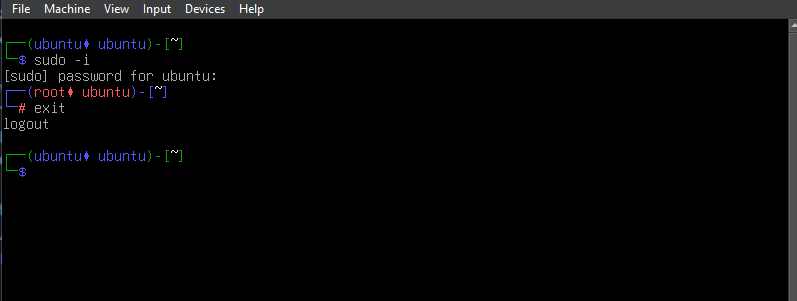 File Machine View Input Devices Help
┌──(ubuntu♦ ubuntu)-[~]
└─$ sudo -i
[sudo] password for ubuntu:
┌──(root♦ ubuntu)-[~]
└─# exit
logout
┌──(ubuntu♦ ubuntu)-[~]
└─$